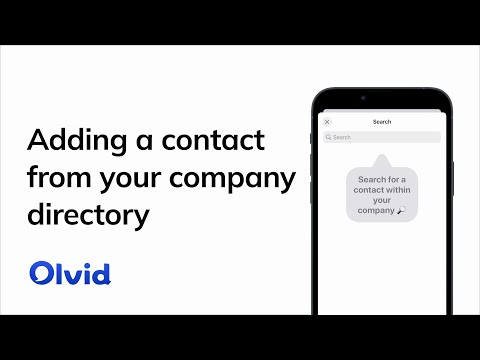 Adding a contact
from your company
directory
Olvid
Search
Search
Search for a
contact within
your
company 🔎